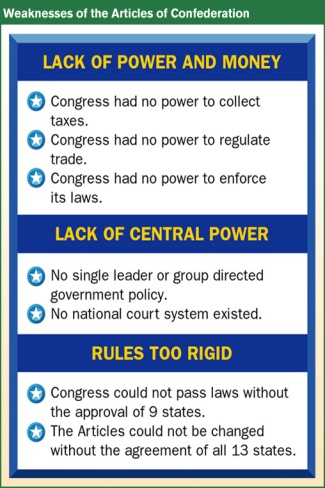 Weaknesses of the Articles of Confederation
LACK OF POWER AND MONEY
Congress had no power to collect
taxes.
Congress had no power to regulate
trade.
Congress had no power to enforce
its laws.
LACK OF CENTRAL POWER
No single leader or group directed
government policy.
No national court system existed.
RULES TOO RIGID
Congress could not pass laws without
the approval of 9 states.
The Articles could not be changed
without the agreement of all 13 states.